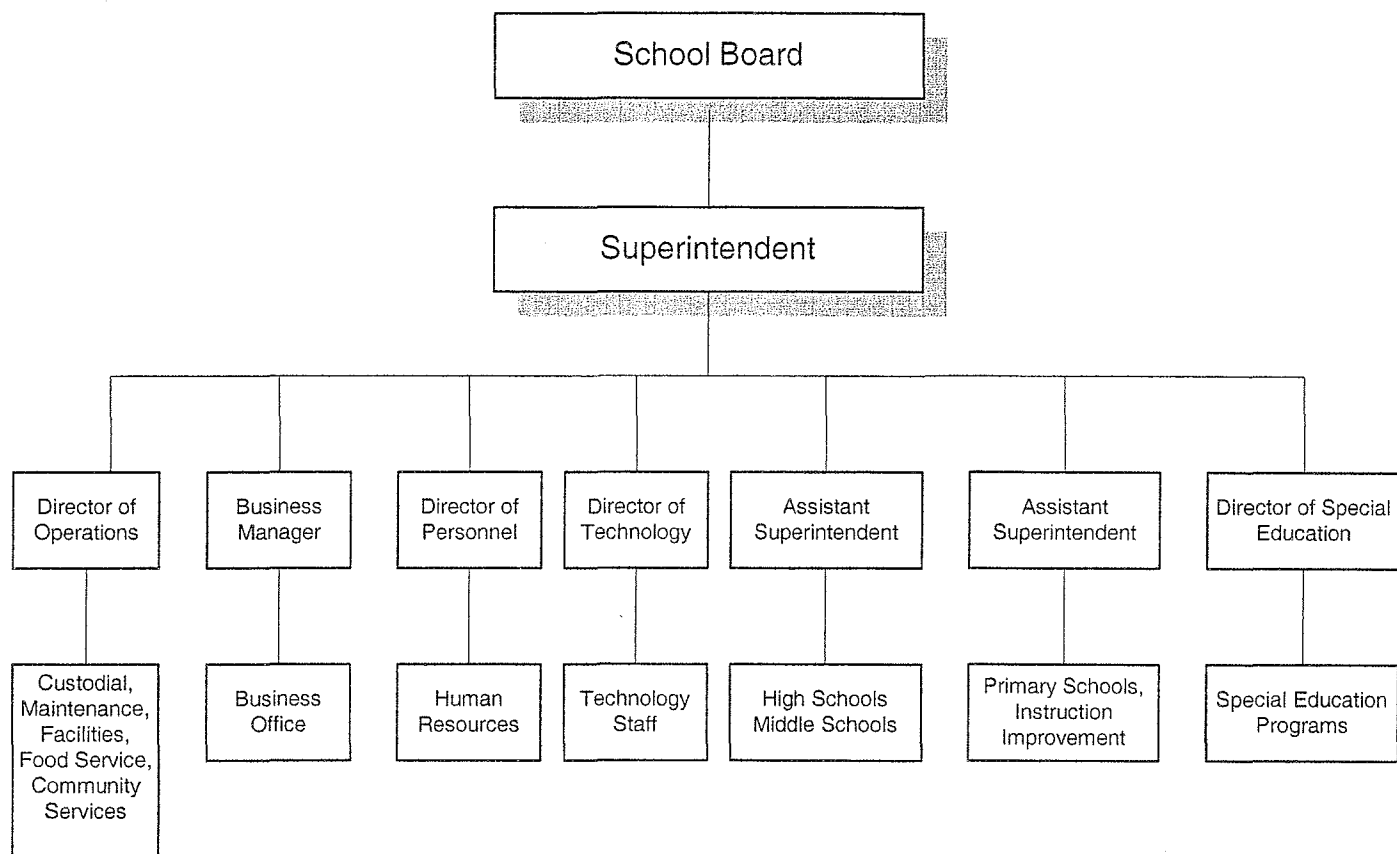 School Board
Superintendent
Director of
Operations
Business
Manager
Director of
Personnel
Director of
Technology
Assistant
Superintendent
Assistant
Superintendent
Director of Special
Education
Custodial,
Maintenance,
Facilities,
Food Service,
Community
Services
Business
Office
Human
Resources
Technology
Staff
High Schools
Middle Schools
Primary Schools,
Instruction
Improvement
Special Education
Programs